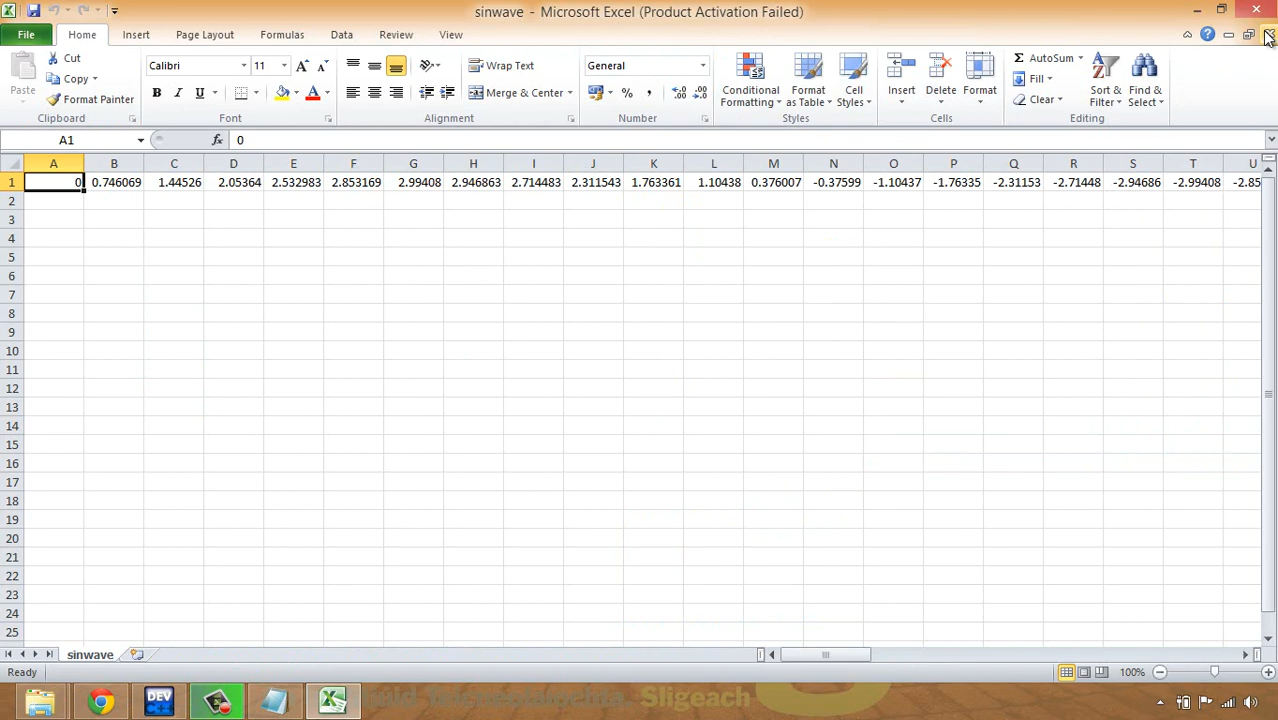 sinwave - Microsoft Excel (Product Activation Failed)
File Home Insert Page Layout Formulas Data Review View
Paste
Cut
Copy
Format Painter
Clipboard
Calibri 11
B I U
Font
Wrap Text
Merge & Center
Alignment
General
%
Number
Conditional Formatting
Format as Table
Cell Styles
Styles
Insert Delete Format
Cells
AutoSum
Fill
Clear
Sort & Filter
Find & Select
Editing
A1 fx 0
A B C D E F G H I J K L M N O P Q R S T U
1 0 0.746069 1.44526 2.05364 2.532983 2.853169 2.99408 2.946863 2.714483 2.311543 1.763361 1.10438 0.376007 -0.37599 -1.10437 -1.76335 -2.31153 -2.71448 -2.94686 -2.99408 -2.85
2
3
4
5
6
7
8
9
10
11
12
13
14
15
16
17
18
19
20
21
22
23
24
25
sinwave
Ready 100%
DEV C++
Sligeach